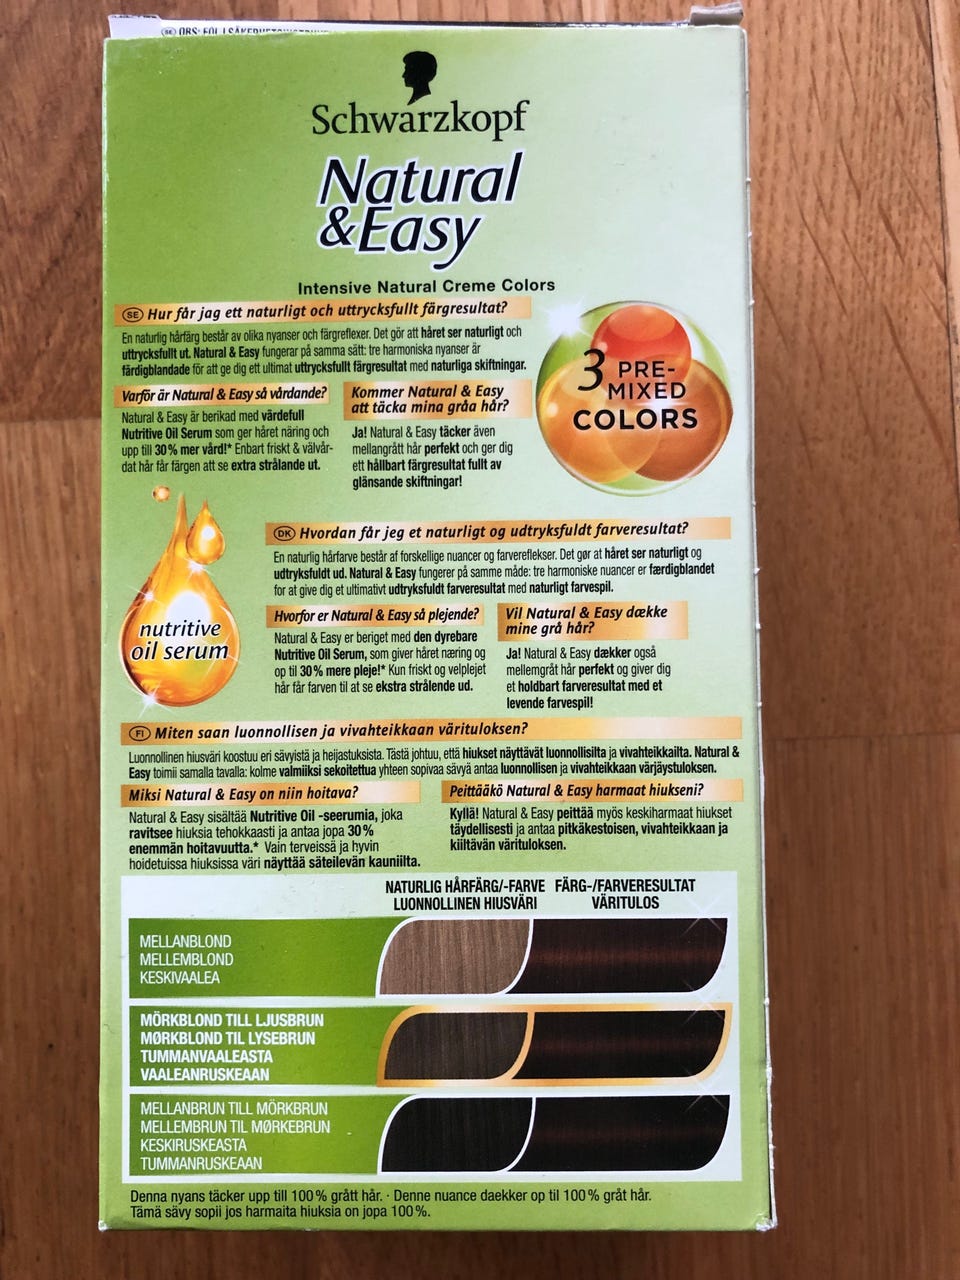 SE OBS: FÖLJ SÄKERHETS
Schwarzkopf
Natural
&Easy
Intensive Natural Creme Colors
SE Hur får jag ett naturligt och uttrycksfullt färgresultat?
En naturlig hårfärg består av olika nyanser och färgreflexer. Det gör att håret ser naturligt och
uttrycksfullt ut. Natural & Easy fungerar på samma sätt: tre harmoniska nyanser är
färdigblandade för att ge dig ett ultimat uttrycksfullt färgresultat med naturliga skiftningar.
3 PRE-
MIXED
COLORS
Varför är Natural & Easy så vårdande?
Natural & Easy är berikad med värdefull
Nutritive Oil Serum som ger håret näring och
upp till 30% mer vård!* Enbart friskt & välvår-
dat hår får färgen att se extra strålande ut.
Kommer Natural & Easy
att täcka mina gråa hår?
Ja! Natural & Easy täcker även
mellangrått hår perfekt och ger dig
ett hållbart färgresultat fullt av
glänsande skiftningar!
nutritive
oil serum
DK Hvordan får jeg et naturligt og udtryksfuldt farveresultat?
En naturlig hårfarve består af forskellige nuancer og farvereflekser. Det gør at håret ser naturligt og
udtryksfuldt ud. Natural & Easy fungerer på samme måde: tre harmoniske nuancer er færdigblandet
for at give dig et ultimativt udtryksfuldt farveresultat med naturligt farvespil.
Hvorfor er Natural & Easy så plejende?
Natural & Easy er beriget med den dyrebare
Nutritive Oil Serum, som giver håret næring og
op til 30% mere pleje!* Kun friskt og velplejet
hår får farven til at se ekstra strålende ud.
Vil Natural & Easy dække
mine grå hår?
Ja! Natural & Easy dækker også
mellemgråt hår perfekt og giver dig
et holdbart farveresultat med et
levende farvespil!
FI Miten saan luonnollisen ja vivahteikkaan värituloksen?
Luonnollinen hiusväri koostuu eri sävyistä ja heijastuksista. Tästä johtuu, että hiukset näyttävät luonnollisilta ja vivahteikkailta. Natural &
Easy toimii samalla tavalla: kolme valmiiksi sekoitettua yhteen sopivaa sävyä antaa luonnollisen ja vivahteikkaan värjäystuloksen.
Miksi Natural & Easy on niin hoitava?
Natural & Easy sisältää Nutritive Oil -seerumia, joka
ravitsee hiuksia tehokkaasti ja antaa jopa 30%
enemmän hoitavuutta.* Vain terveissä ja hyvin
hoidetuissa hiuksissa väri näyttää säteilevän kauniilta.
Peittääkö Natural & Easy harmaat hiukseni?
Kyllä! Natural & Easy peittää myös keskiharmaat hiukset
täydellisesti ja antaa pitkäkestoisen, vivahteikkaan ja
kiiltävän värituloksen.
NATURLIG HÅRFÄRG/-FARVE FÄRG-/FARVERESULTAT
LUONNOLLINEN HIUSVÄRI VÄRITULOS
MELLANBLOND
MELLEMBLOND
KESKIVAALEA
MÖRKBLOND TILL LJUSBRUN
MØRKBLOND TIL LYSEBRUN
TUMMANVAALEASTA
VAALEANRUSKEAAN
MELLANBRUN TILL MÖRKBRUN
MELLEMBRUN TIL MØRKEBRUN
KESKIRUSKEASTA
TUMMANRUSKEAAN
Denna nyans täcker upp till 100% grått hår. · Denne nuance daekker op til 100% gråt hår.
Tämä sävy sopii jos harmaita hiuksia on jopa 100%.